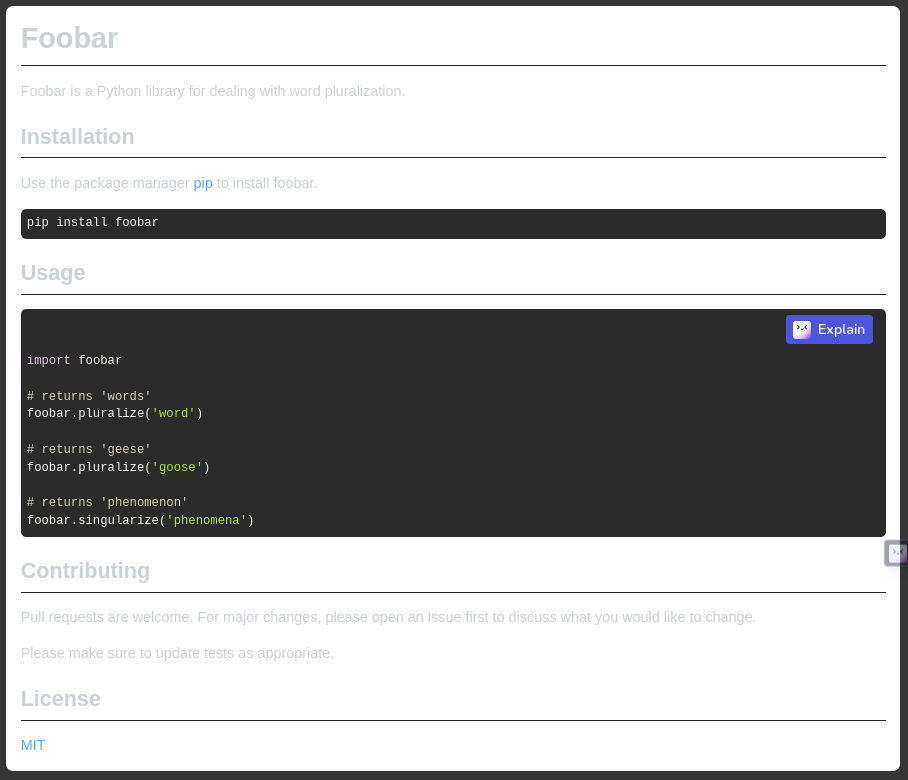 Foobar
Foobar is a Python library for dealing with word pluralization.
Installation
Use the package manager pip to install foobar.
pip install foobar
Usage
Explain
import foobar
# returns 'words'
foobar.pluralize('word')
# returns 'geese'
foobar.pluralize('goose')
# returns 'phenomenon'
foobar.singularize('phenomena')
Contributing
Pull requests are welcome. For major changes, please open an issue first to discuss what you would like to change.
Please make sure to update tests as appropriate.
License
MIT